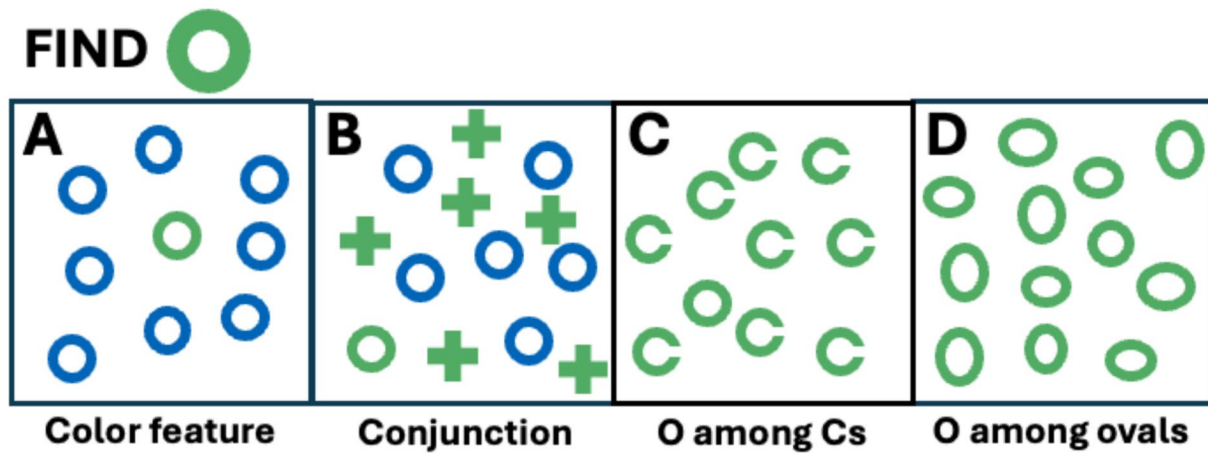 FIND
A
B
C
D
Color feature
Conjunction
O among Cs
O among ovals